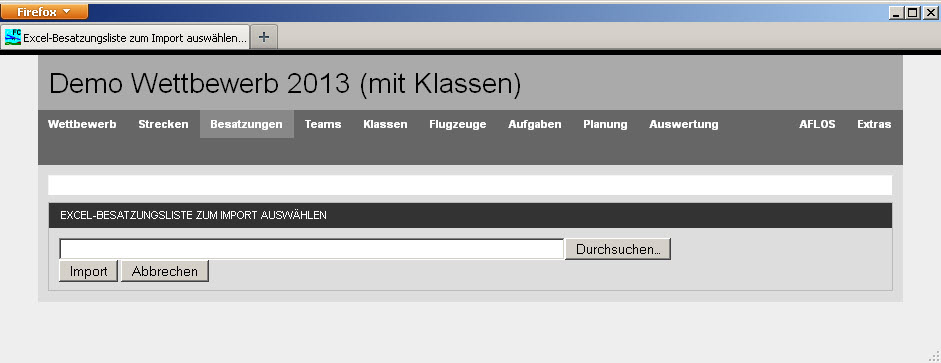 Firefox
Excel-Besatzungsliste zum Import auswählen...
Demo Wettbewerb 2013 (mit Klassen)
Wettbewerb Strecken Besatzungen Teams Klassen Flugzeuge Aufgaben Planung Auswertung AFLOS Extras
EXCEL-BESATZUNGSLISTE ZUM IMPORT AUSWÄHLEN
Durchsuchen...
Import Abbrechen